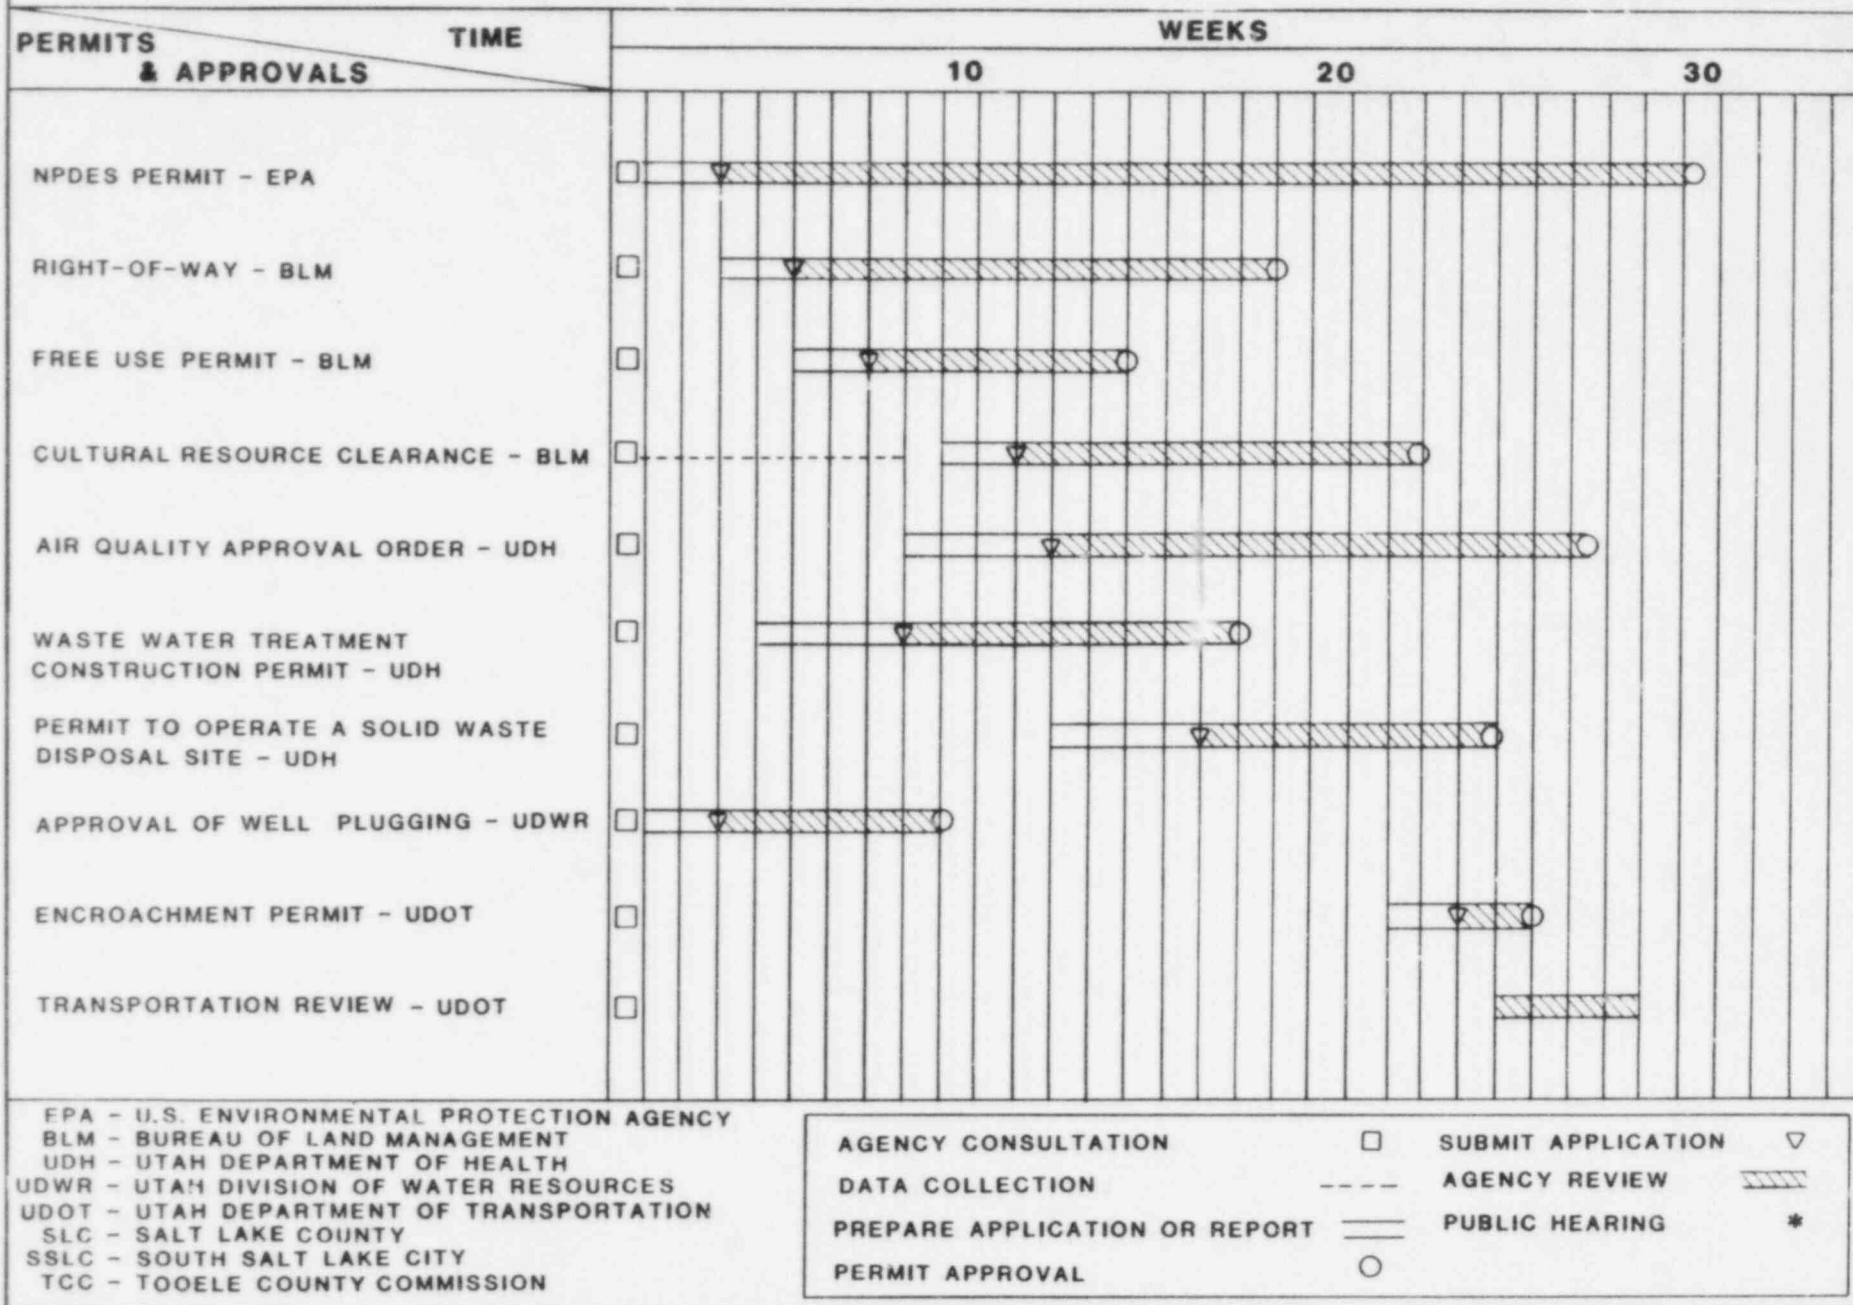 PERMITS & APPROVALS
TIME
WEEKS
10 20 30
NPDES PERMIT - EPA
RIGHT-OF-WAY - BLM
FREE USE PERMIT - BLM
CULTURAL RESOURCE CLEARANCE - BLM
AIR QUALITY APPROVAL ORDER - UDH
WASTE WATER TREATMENT
CONSTRUCTION PERMIT - UDH
PERMIT TO OPERATE A SOLID WASTE
DISPOSAL SITE - UDH
APPROVAL OF WELL PLUGGING - UDWR
ENCROACHMENT PERMIT - UDOT
TRANSPORTATION REVIEW - UDOT
EPA - U.S. ENVIRONMENTAL PROTECTION AGENCY
BLM - BUREAU OF LAND MANAGEMENT
UDH - UTAH DEPARTMENT OF HEALTH
UDWR - UTAH DIVISION OF WATER RESOURCES
UDOT - UTAH DEPARTMENT OF TRANSPORTATION
SLC - SALT LAKE COUNTY
SSLC - SOUTH SALT LAKE CITY
TCC - TOOELE COUNTY COMMISSION
AGENCY CONSULTATION
DATA COLLECTION
PREPARE APPLICATION OR REPORT
PERMIT APPROVAL
SUBMIT APPLICATION
AGENCY REVIEW
PUBLIC HEARING *